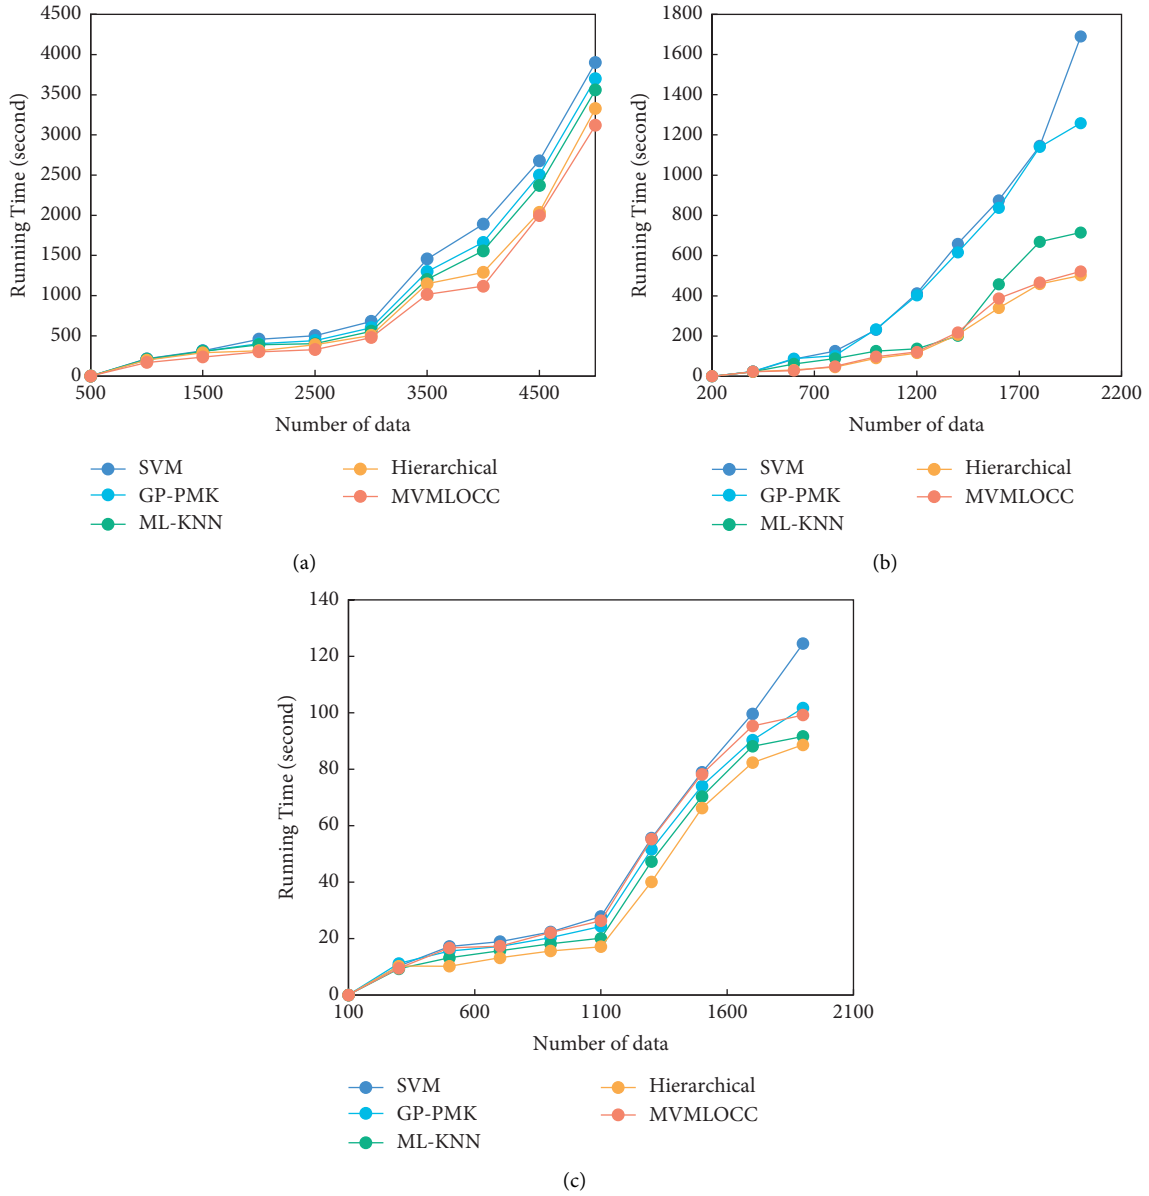 4500
4000
3500
3000
2500
2000
1500
1000
500
0
Running Time (second)
500 1500 2500 3500 4500
Number of data
SVM
GP-PMK
ML-KNN
Hierarchical
MVMLOCC
(a)
1800
1600
1400
1200
1000
800
600
400
200
0
Running Time (second)
200 700 1200 1700 2200
Number of data
SVM
GP-PMK
ML-KNN
Hierarchical
MVMLOCC
(b)
140
120
100
80
60
40
20
0
Running Time (second)
100 600 1100 1600 2100
Number of data
SVM
GP-PMK
ML-KNN
Hierarchical
MVMLOCC
(c)